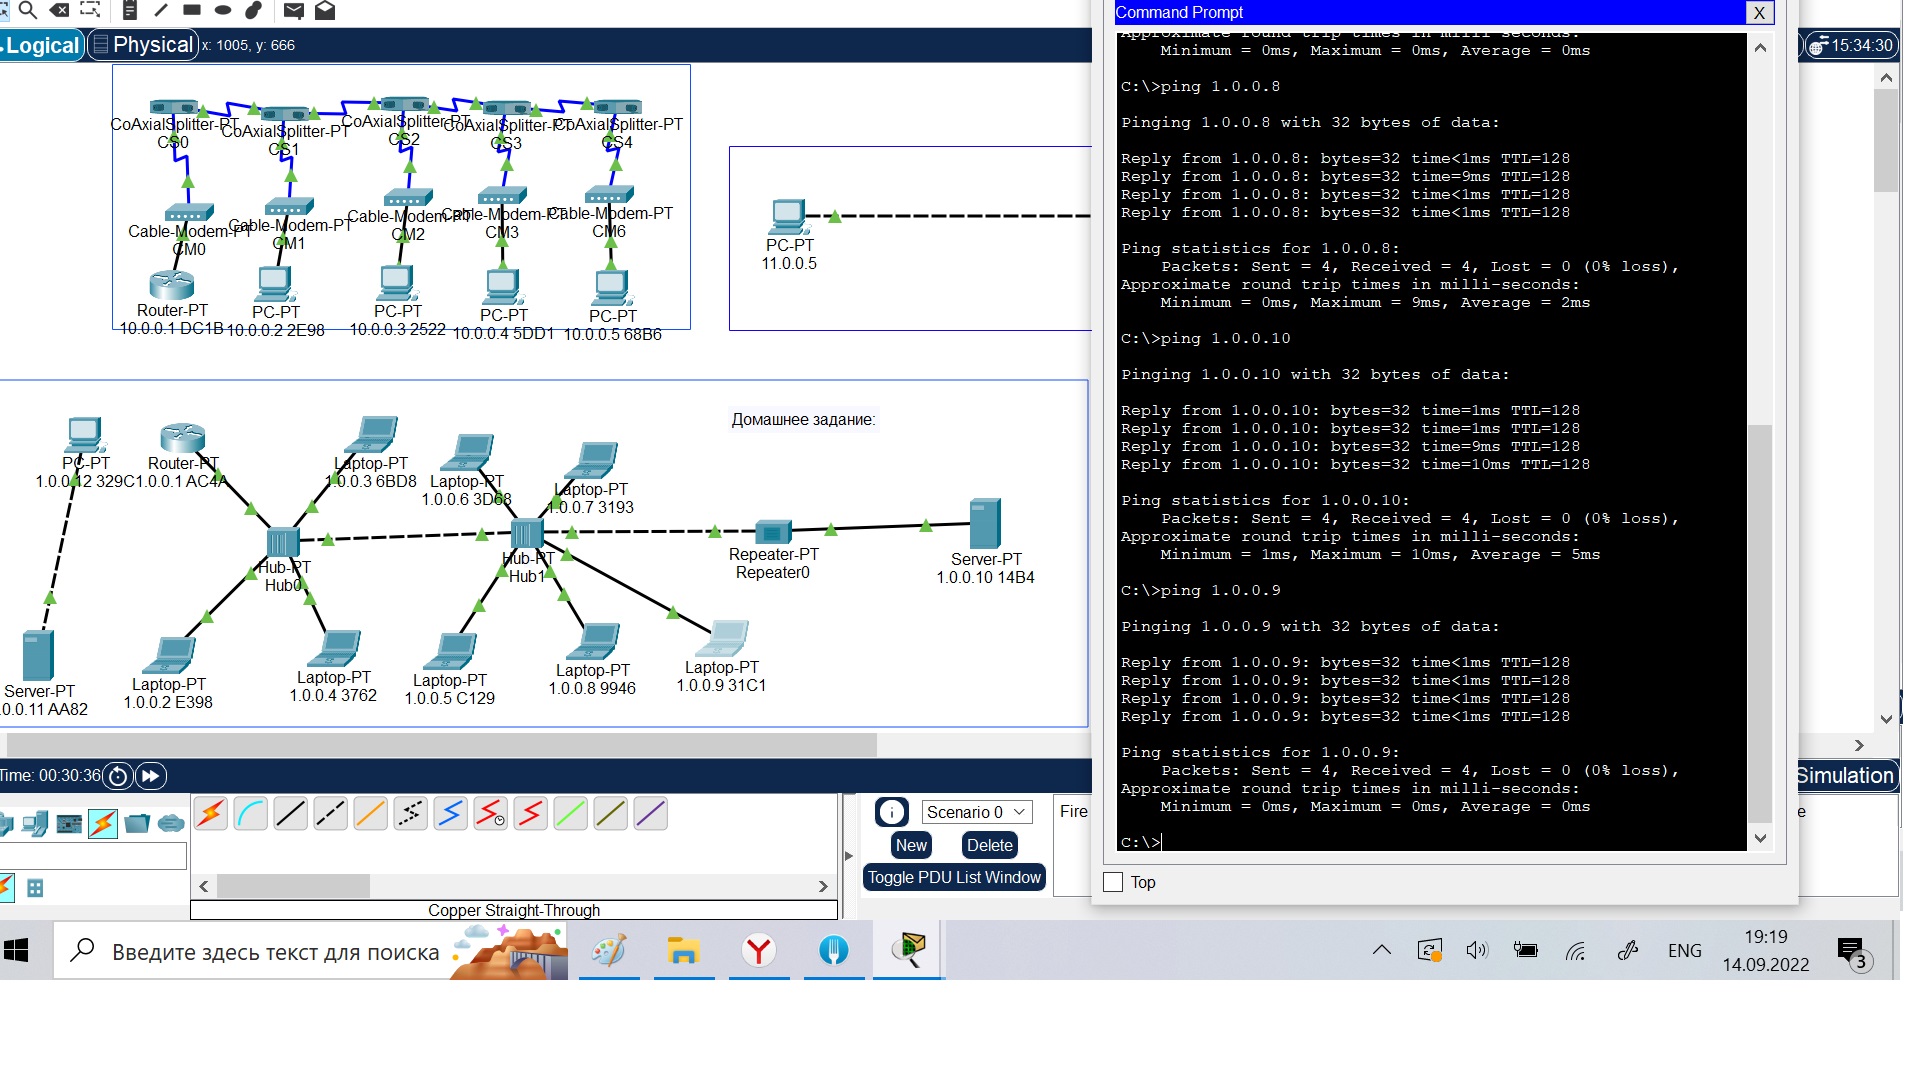 Logical
Physical
x: 1005, y: 666
15:34:30
CoAxialSplitter-PT
CS0
CoAxialSplitter-PT
CS1
CoAxialSplitter-PT
CS2
CoAxialSplitter-PT
CS3
CoAxialSplitter-PT
CS4
Cable-Modem-PT
CM0
Cable-Modem-PT
CM1
Cable-Modem-PT
CM2
Cable-Modem-PT
CM3
Cable-Modem-PT
CM6
Router-PT
10.0.0.1 DC1B
PC-PT
10.0.0.2 2E98
PC-PT
10.0.0.3 2522
PC-PT
10.0.0.4 5DD1
PC-PT
10.0.0.5 68B6
PC-PT
11.0.0.5
Домашнее задание:
PC-PT
1.0.0.12 329C
Router-PT
1.0.0.1 AC4A
Laptop-PT
1.0.0.3 6BD8
Laptop-PT
1.0.0.6 3D68
Laptop-PT
1.0.0.7 3193
Hub-PT
Hub0
Hub-PT
Hub1
Repeater-PT
Repeater0
Server-PT
1.0.0.10 14B4
Server-PT
.0.0.11 AA82
Laptop-PT
1.0.0.2 E398
Laptop-PT
1.0.0.4 3762
Laptop-PT
1.0.0.5 C129
Laptop-PT
1.0.0.8 9946
Laptop-PT
1.0.0.9 31C1
Time: 00:30:36
Simulation
Scenario 0
Fire
New
Delete
Toggle PDU List Window
Copper Straight-Through
Command Prompt
X
Approximate round trip times in milli-seconds:
Minimum = 0ms, Maximum = 0ms, Average = 0ms
C:\>ping 1.0.0.8
Pinging 1.0.0.8 with 32 bytes of data:
Reply from 1.0.0.8: bytes=32 time<1ms TTL=128
Reply from 1.0.0.8: bytes=32 time=9ms TTL=128
Reply from 1.0.0.8: bytes=32 time<1ms TTL=128
Reply from 1.0.0.8: bytes=32 time<1ms TTL=128
Ping statistics for 1.0.0.8:
Packets: Sent = 4, Received = 4, Lost = 0 (0% loss),
Approximate round trip times in milli-seconds:
Minimum = 0ms, Maximum = 9ms, Average = 2ms
C:\>ping 1.0.0.10
Pinging 1.0.0.10 with 32 bytes of data:
Reply from 1.0.0.10: bytes=32 time=1ms TTL=128
Reply from 1.0.0.10: bytes=32 time=1ms TTL=128
Reply from 1.0.0.10: bytes=32 time=9ms TTL=128
Reply from 1.0.0.10: bytes=32 time=10ms TTL=128
Ping statistics for 1.0.0.10:
Packets: Sent = 4, Received = 4, Lost = 0 (0% loss),
Approximate round trip times in milli-seconds:
Minimum = 1ms, Maximum = 10ms, Average = 5ms
C:\>ping 1.0.0.9
Pinging 1.0.0.9 with 32 bytes of data:
Reply from 1.0.0.9: bytes=32 time<1ms TTL=128
Reply from 1.0.0.9: bytes=32 time<1ms TTL=128
Reply from 1.0.0.9: bytes=32 time<1ms TTL=128
Reply from 1.0.0.9: bytes=32 time<1ms TTL=128
Ping statistics for 1.0.0.9:
Packets: Sent = 4, Received = 4, Lost = 0 (0% loss),
Approximate round trip times in milli-seconds:
Minimum = 0ms, Maximum = 0ms, Average = 0ms
C:\>
Top
Введите здесь текст для поиска
ENG
19:19
14.09.2022
3